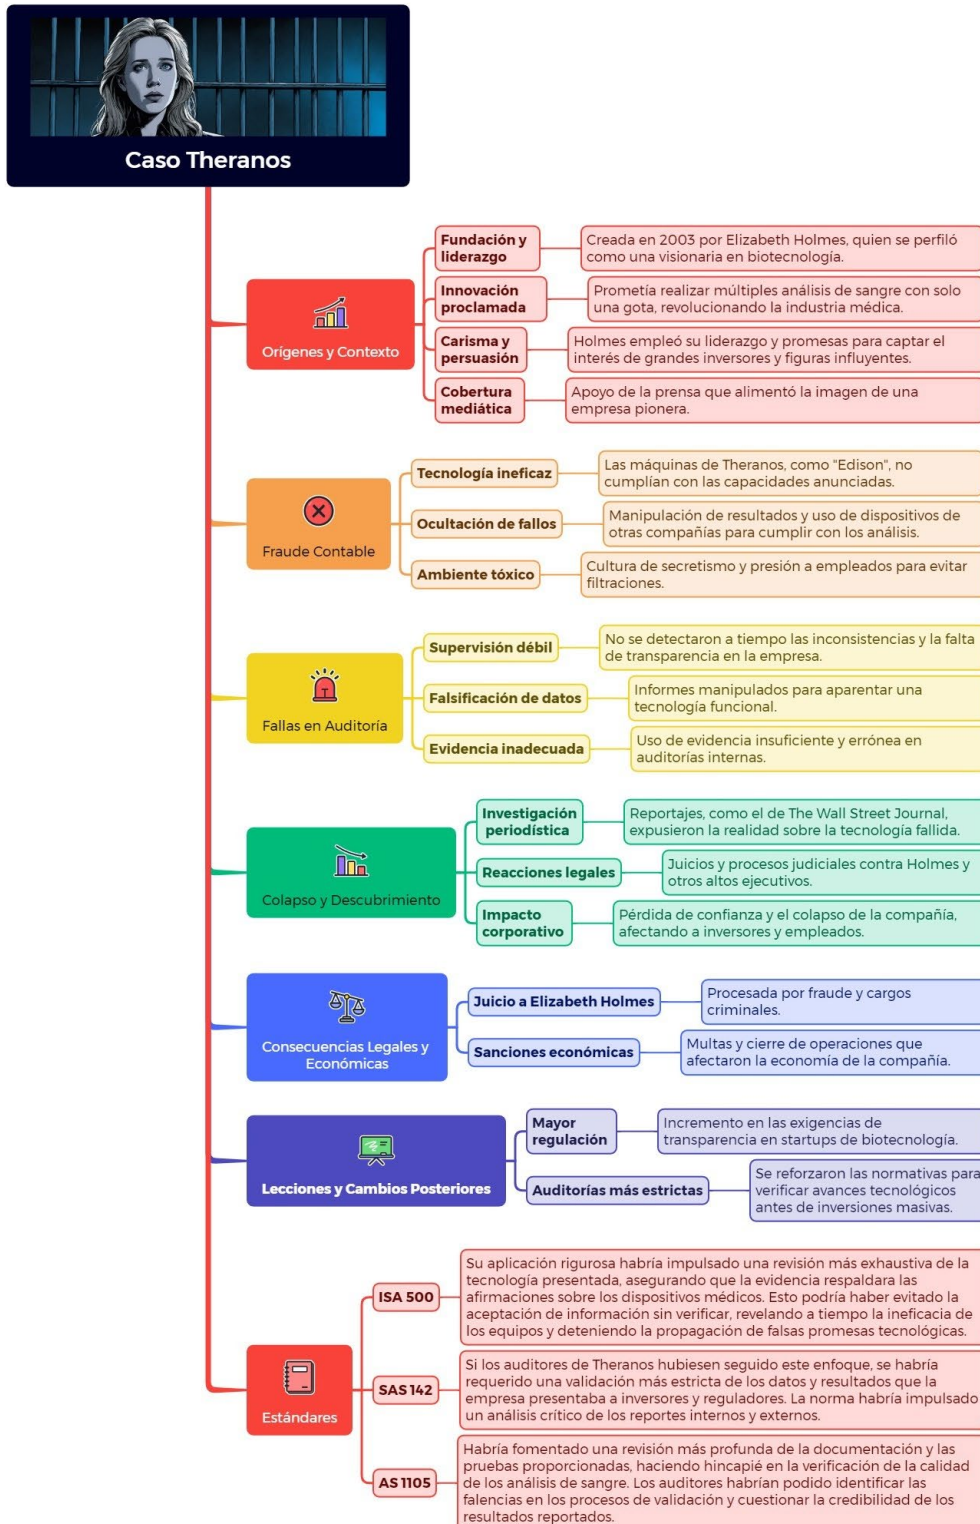 Caso Theranos
Orígenes y Contexto
Fundación y
liderazgo
Creada en 2003 por Elizabeth Holmes, quien se perfiló
como una visionaria en biotecnología.
Innovación
proclamada
Prometía realizar múltiples análisis de sangre con solo
una gota, revolucionando la industria médica.
Carisma y
persuasión
Holmes empleó su liderazgo y promesas para captar el
interés de grandes inversores y figuras influyentes.
Cobertura
mediática
Apoyo de la prensa que alimentó la imagen de una
empresa pionera.
Fraude Contable
Tecnología ineficaz
Las máquinas de Theranos, como "Edison", no
cumplían con las capacidades anunciadas.
Ocultación de fallos
Manipulación de resultados y uso de dispositivos de
otras compañías para cumplir con los análisis.
Ambiente tóxico
Cultura de secretismo y presión a empleados para evitar
filtraciones.
Fallas en Auditoría
Supervisión débil
No se detectaron a tiempo las inconsistencias y la falta
de transparencia en la empresa.
Falsificación de datos
Informes manipulados para aparentar una
tecnología funcional.
Evidencia inadecuada
Uso de evidencia insuficiente y errónea en
auditorías internas.
Colapso y Descubrimiento
Investigación
periodística
Reportajes, como el de The Wall Street Journal,
expusieron la realidad sobre la tecnología fallida.
Reacciones legales
Juicios y procesos judiciales contra Holmes y
otros altos ejecutivos.
Impacto
corporativo
Pérdida de confianza y el colapso de la compañía,
afectando a inversores y empleados.
Consecuencias Legales y
Económicas
Juicio a Elizabeth Holmes
Procesada por fraude y cargos
criminales.
Sanciones económicas
Multas y cierre de operaciones que
afectaron la economía de la compañía.
Lecciones y Cambios Posteriores
Mayor
regulación
Incremento en las exigencias de
transparencia en startups de biotecnología.
Auditorías más estrictas
Se reforzaron las normativas para
verificar avances tecnológicos
antes de inversiones masivas.
Estándares
ISA 500
Su aplicación rigurosa habría impulsado una revisión más exhaustiva de la
tecnología presentada, asegurando que la evidencia respaldara las
afirmaciones sobre los dispositivos médicos. Esto podría haber evitado la
aceptación de información sin verificar, revelando a tiempo la ineficacia de
los equipos y deteniendo la propagación de falsas promesas tecnológicas.
SAS 142
Si los auditores de Theranos hubiesen seguido este enfoque, se habría
requerido una validación más estricta de los datos y resultados que la
empresa presentaba a inversores y reguladores. La norma habría impulsado
un análisis crítico de los reportes internos y externos.
AS 1105
Habría fomentado una revisión más profunda de la documentación y las
pruebas proporcionadas, haciendo hincapié en la verificación de la calidad
de los análisis de sangre. Los auditores habrían podido identificar las
falencias en los procesos de validación y cuestionar la credibilidad de los
resultados reportados.